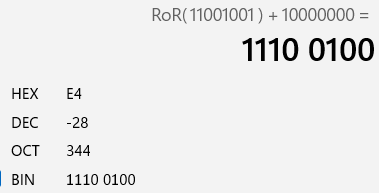 RoR( 11001001 ) + 10000000 =
1110 0100
HEX E4
DEC -28
OCT 344
BIN 1110 0100